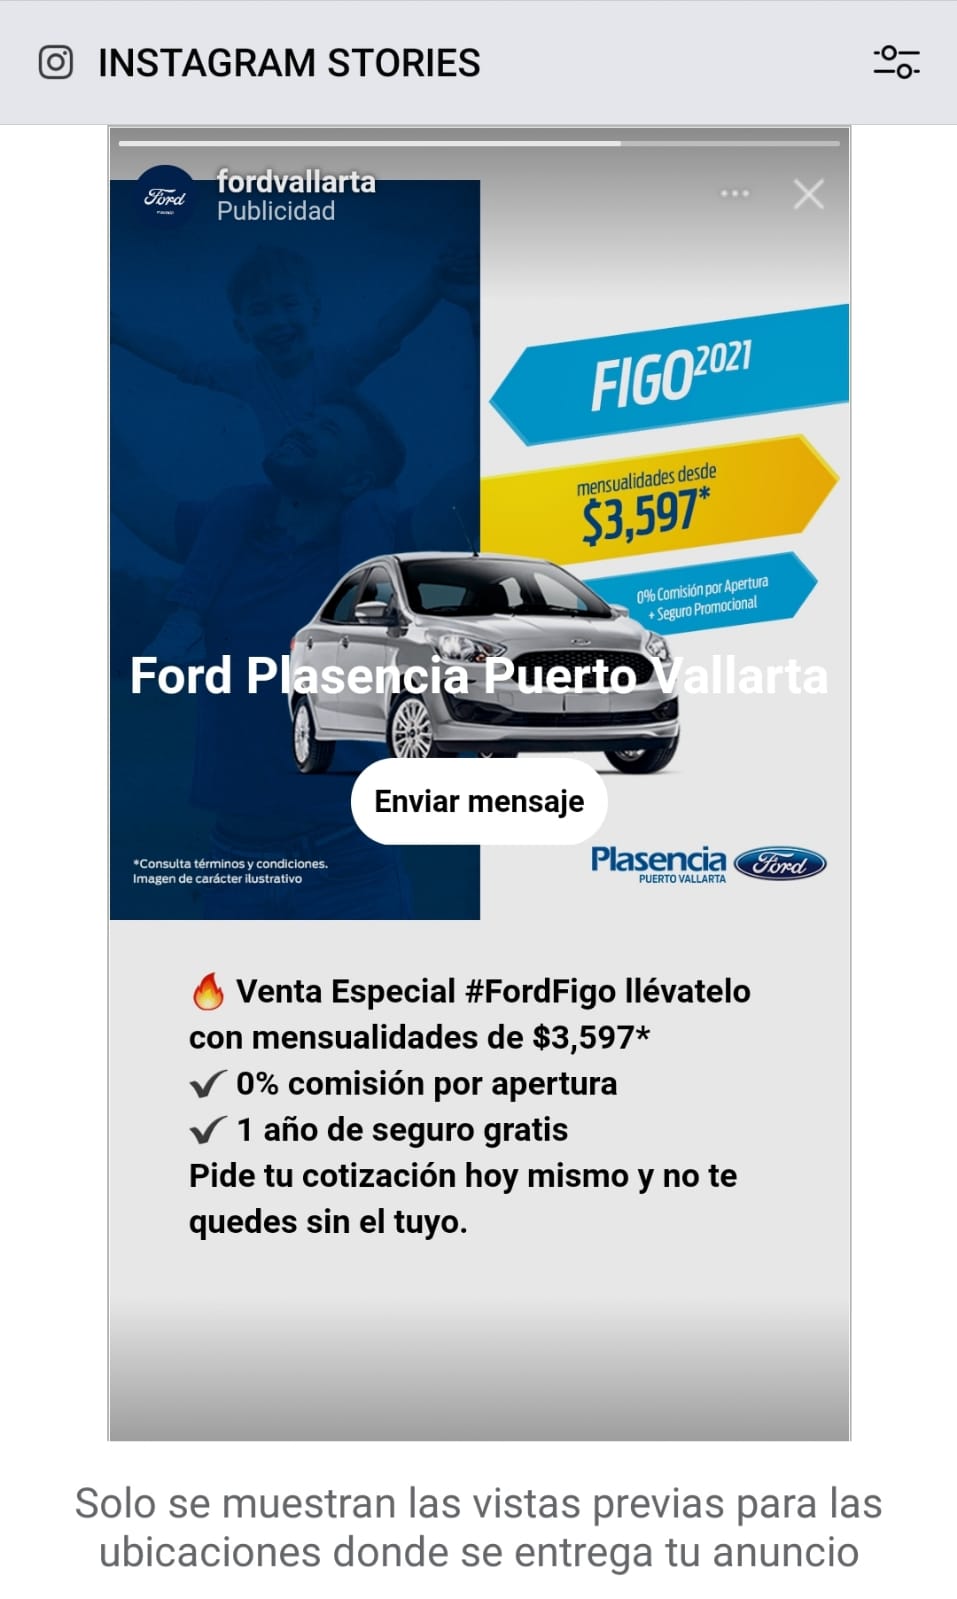 INSTAGRAM STORIES
Ford
fordvallarta
Publicidad
FIGO2021
mensualidades desde
$3,597*
0% Comisión por Apertura
+ Seguro Promocional
Ford Plasencia Puerto Vallarta
Enviar mensaje
*Consulta términos y condiciones.
Imagen de carácter ilustrativo
Plasencia
PUERTO VALLARTA
Ford
🔥 Venta Especial #FordFigo llévatelo
con mensualidades de $3,597*
✔ 0% comisión por apertura
✔ 1 año de seguro gratis
Pide tu cotización hoy mismo y no te
quedes sin el tuyo.
Solo se muestran las vistas previas para las
ubicaciones donde se entrega tu anuncio